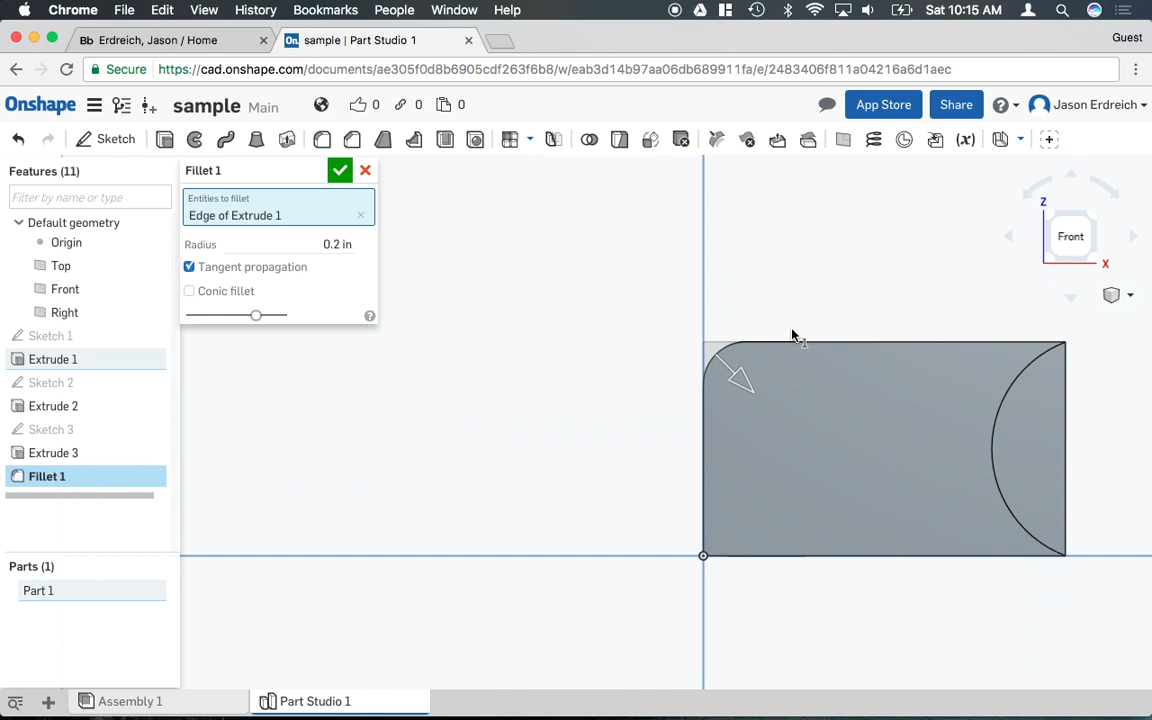 Chrome File Edit View History Bookmarks People Window Help Sat 10:15 AM
Bb Erdreich, Jason / Home × On sample | Part Studio 1 × Guest
Secure https://cad.onshape.com/documents/ae305f0d8b6905cdf263f6b8/w/eab3d14b97aa06db689911fa/e/2483406f811a04216a6d1aec
Onshape sample Main 0 0 0 App Store Share Jason Erdreich
Sketch (x)
Features (11)
Filter by name or type
Default geometry
Origin
Top
Front
Right
Sketch 1
Extrude 1
Sketch 2
Extrude 2
Sketch 3
Extrude 3
Fillet 1
Parts (1)
Part 1
Fillet 1
Entities to fillet
Edge of Extrude 1
Radius 0.2 in
Tangent propagation
Conic fillet
Z
Front
X
1
Assembly 1 Part Studio 1